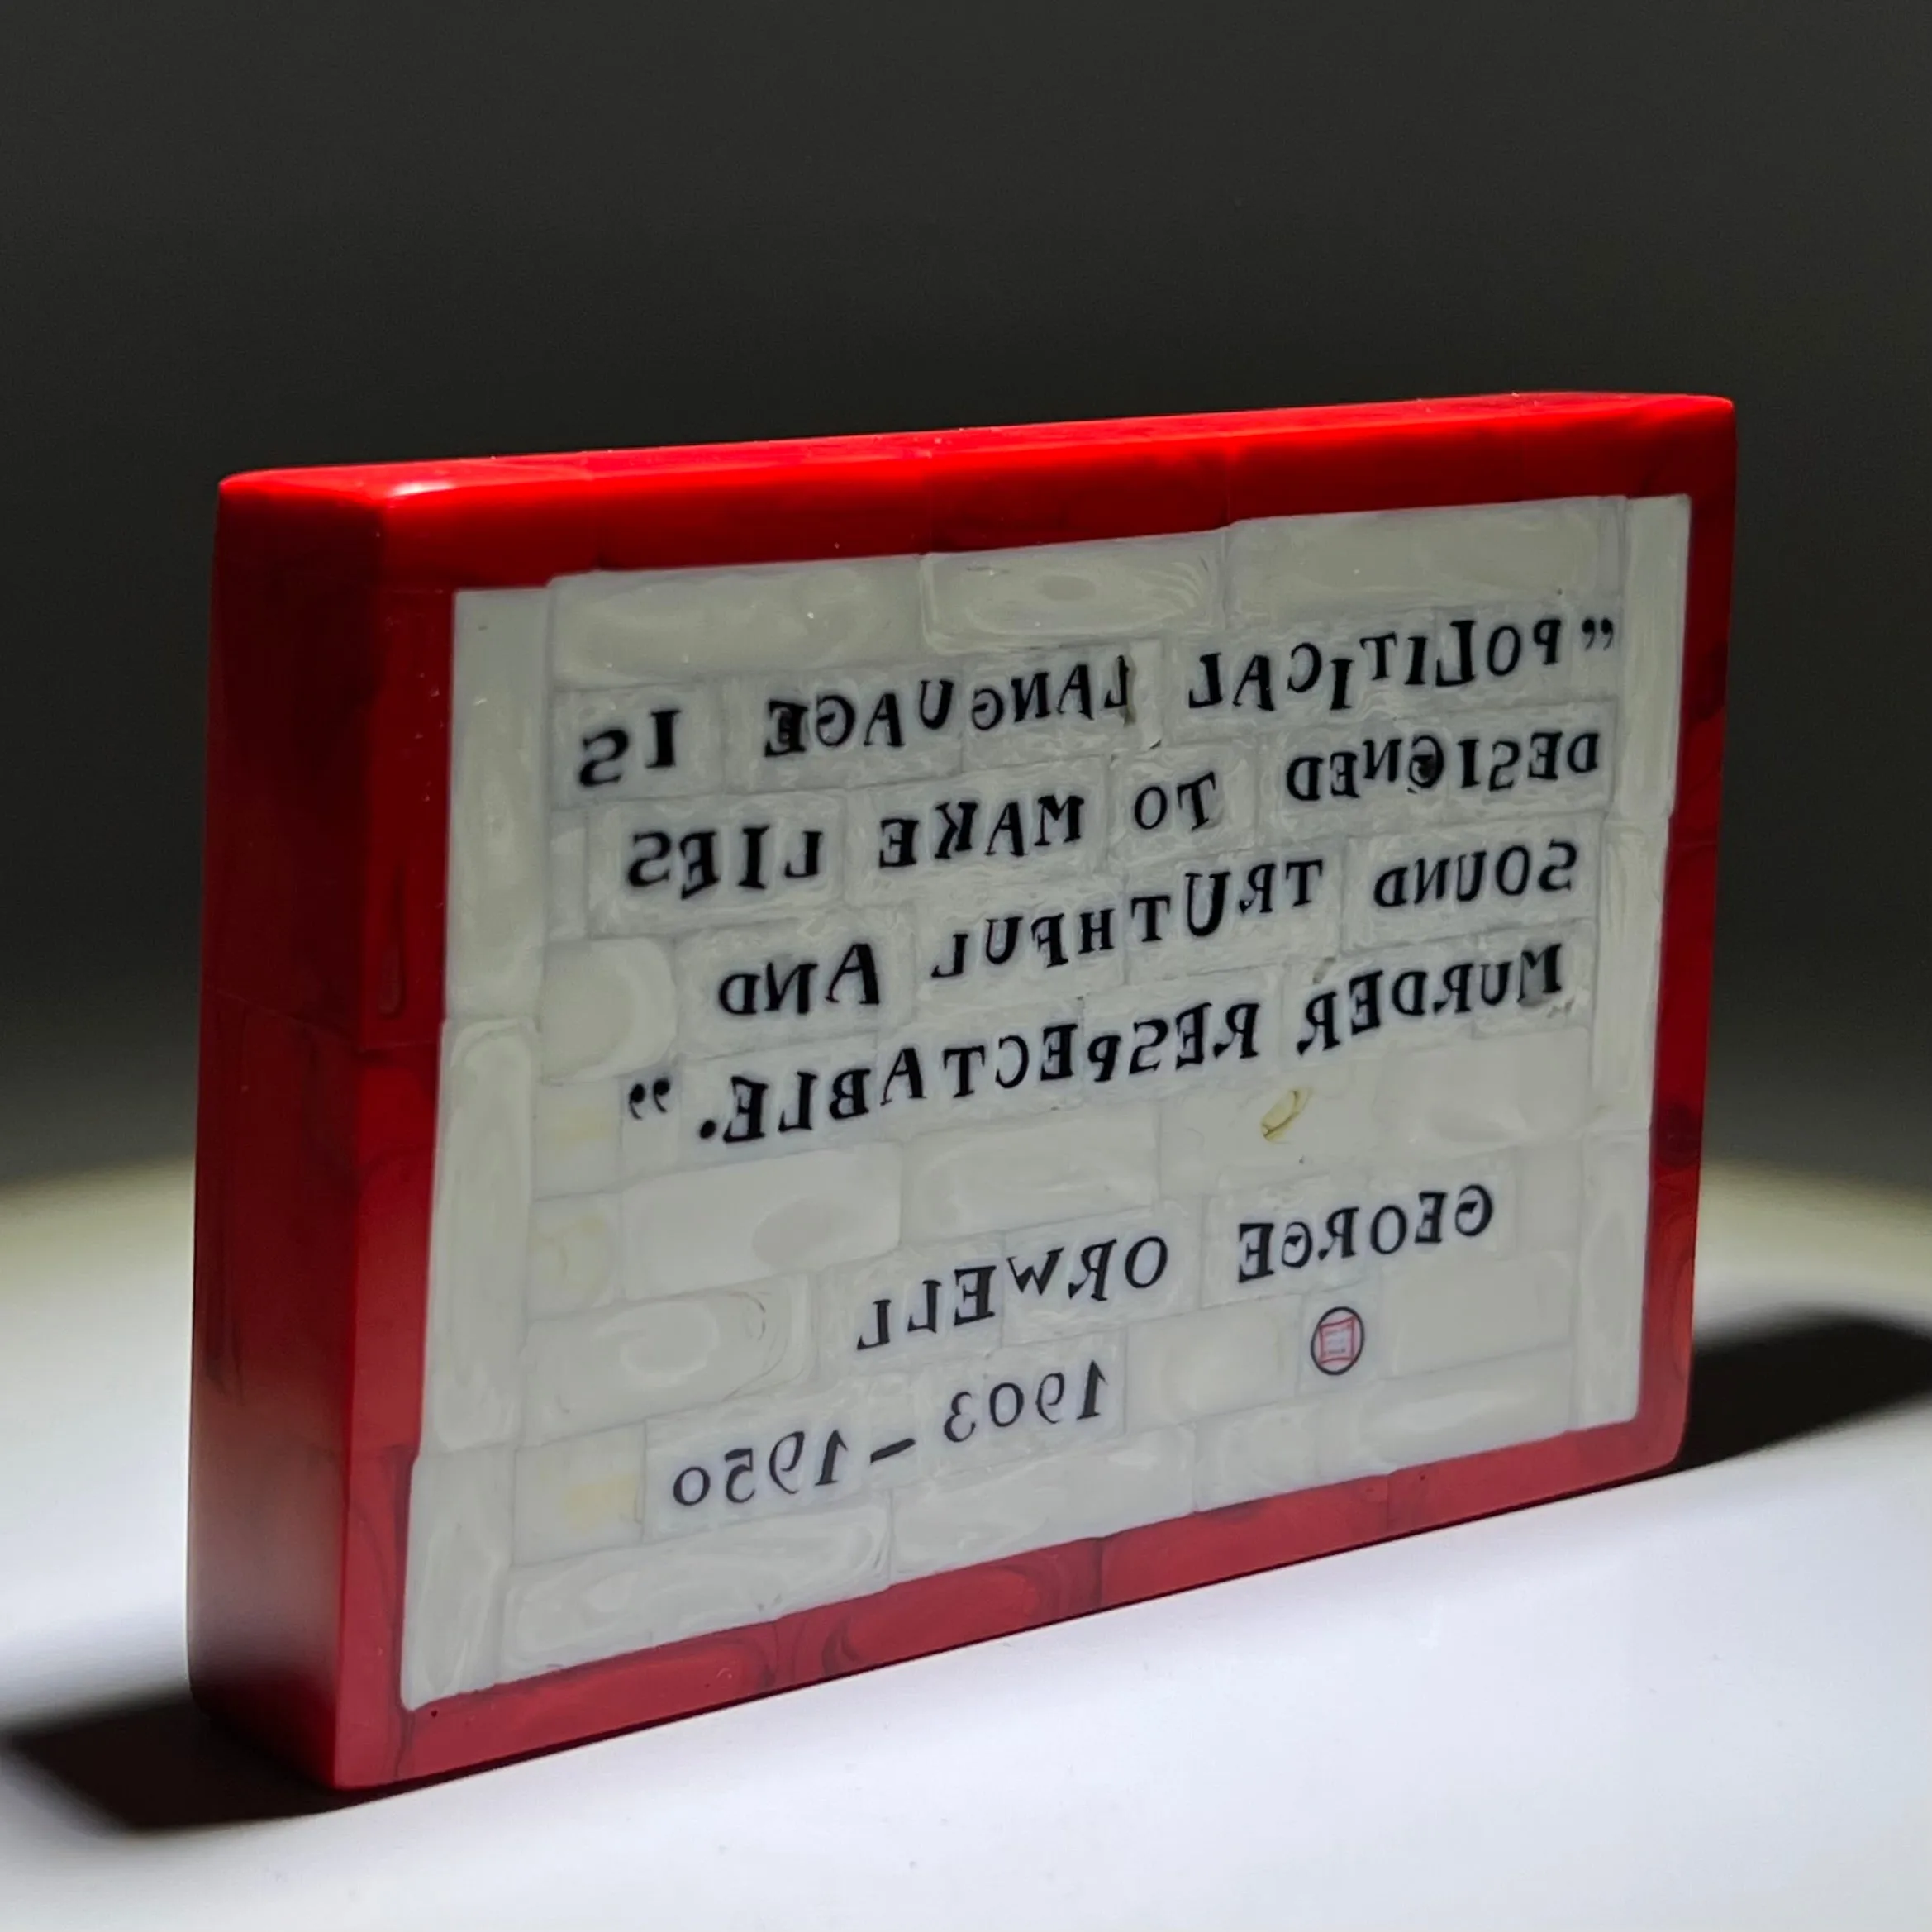 "POLITICAL LANGUAGE IS
DESIGNED TO MAKE LIES
SOUND TRUTHFUL AND
MURDER RESPECTABLE."
GEORGE ORWELL
1903-1950